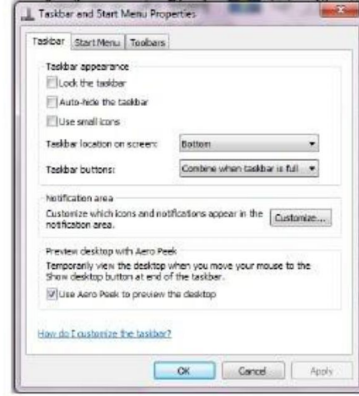 Taskbar and Start Menu Properties
Taskbar Start Menu Toolbars
Taskbar appearance
Lock the taskbar
Auto-hide the taskbar
Use small icons
Taskbar location on screen: Bottom
Taskbar buttons: Combine when taskbar is full
Notification area
Customize which icons and notifications appear in the
notification area.
Customize...
Preview desktop with Aero Peek
Temporarily view the desktop when you move your mouse to the
Show desktop button at end of the taskbar.
Use Aero Peek to preview the desktop
How do I customize the taskbar?
OK Cancel Apply